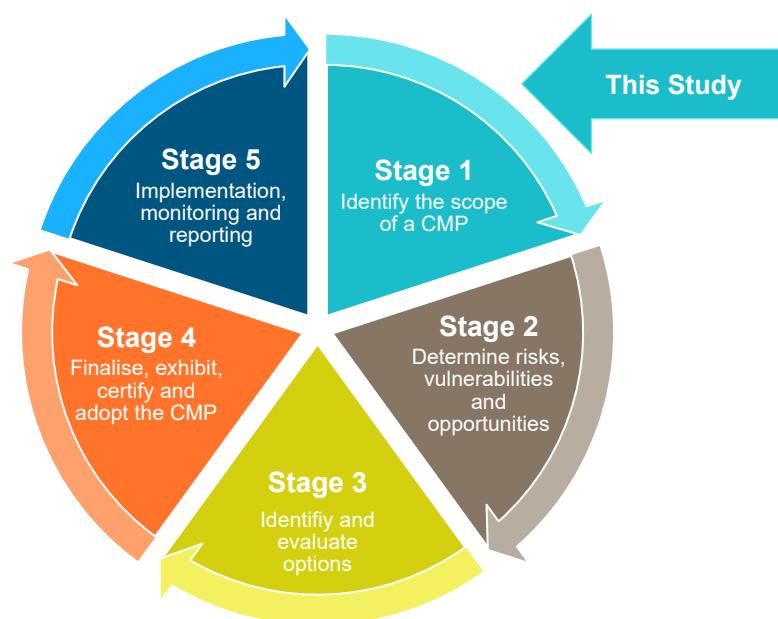 This Study
Stage 1
Identify the scope
of a CMP
Stage 2
Determine risks,
vulnerabilities
and
opportunities
Stage 3
Identifiy and
evaluate
options
Stage 4
Finalise, exhibit,
certify and
adopt the CMP
Stage 5
Implementation,
monitoring and
reporting